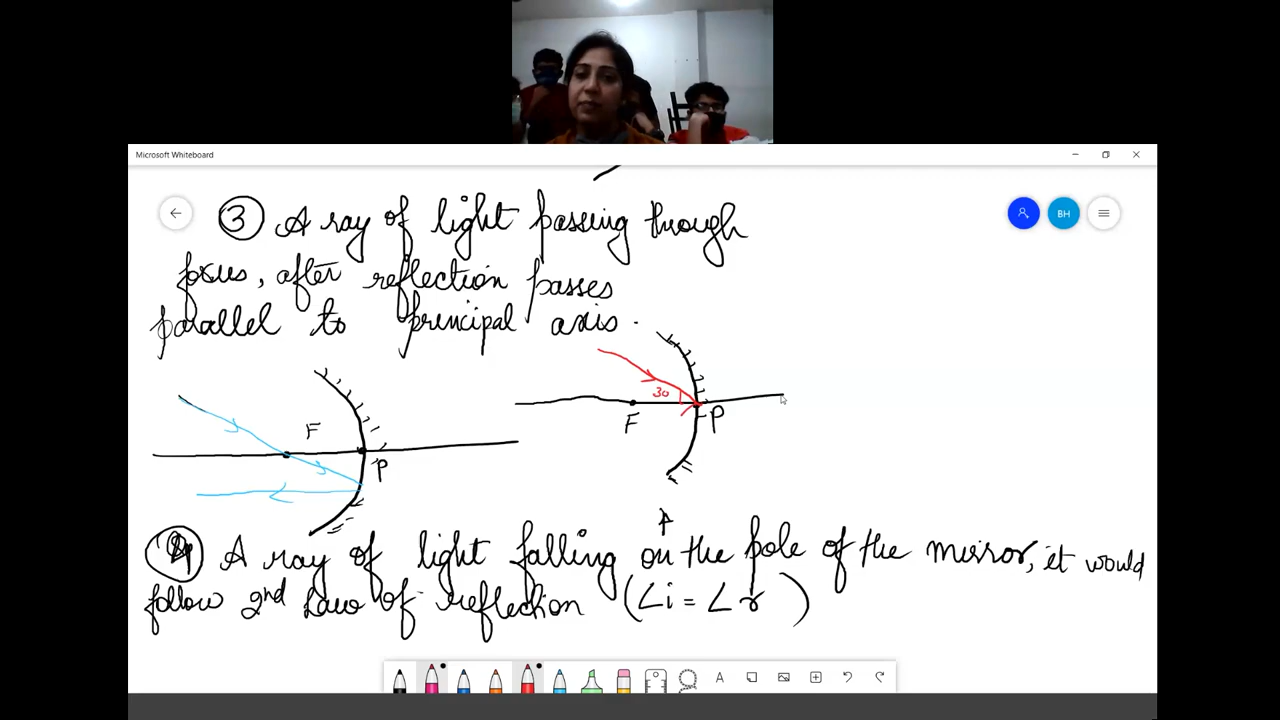 Microsoft Whiteboard
BH
③ A ray of light passing though
focus, after reflection passes
parallel to principal axis.
F
P
30
F
P
④ A ray of light falling on the pole of the mirror, it would
follow 2nd Law of reflection (∠i = ∠r)
A